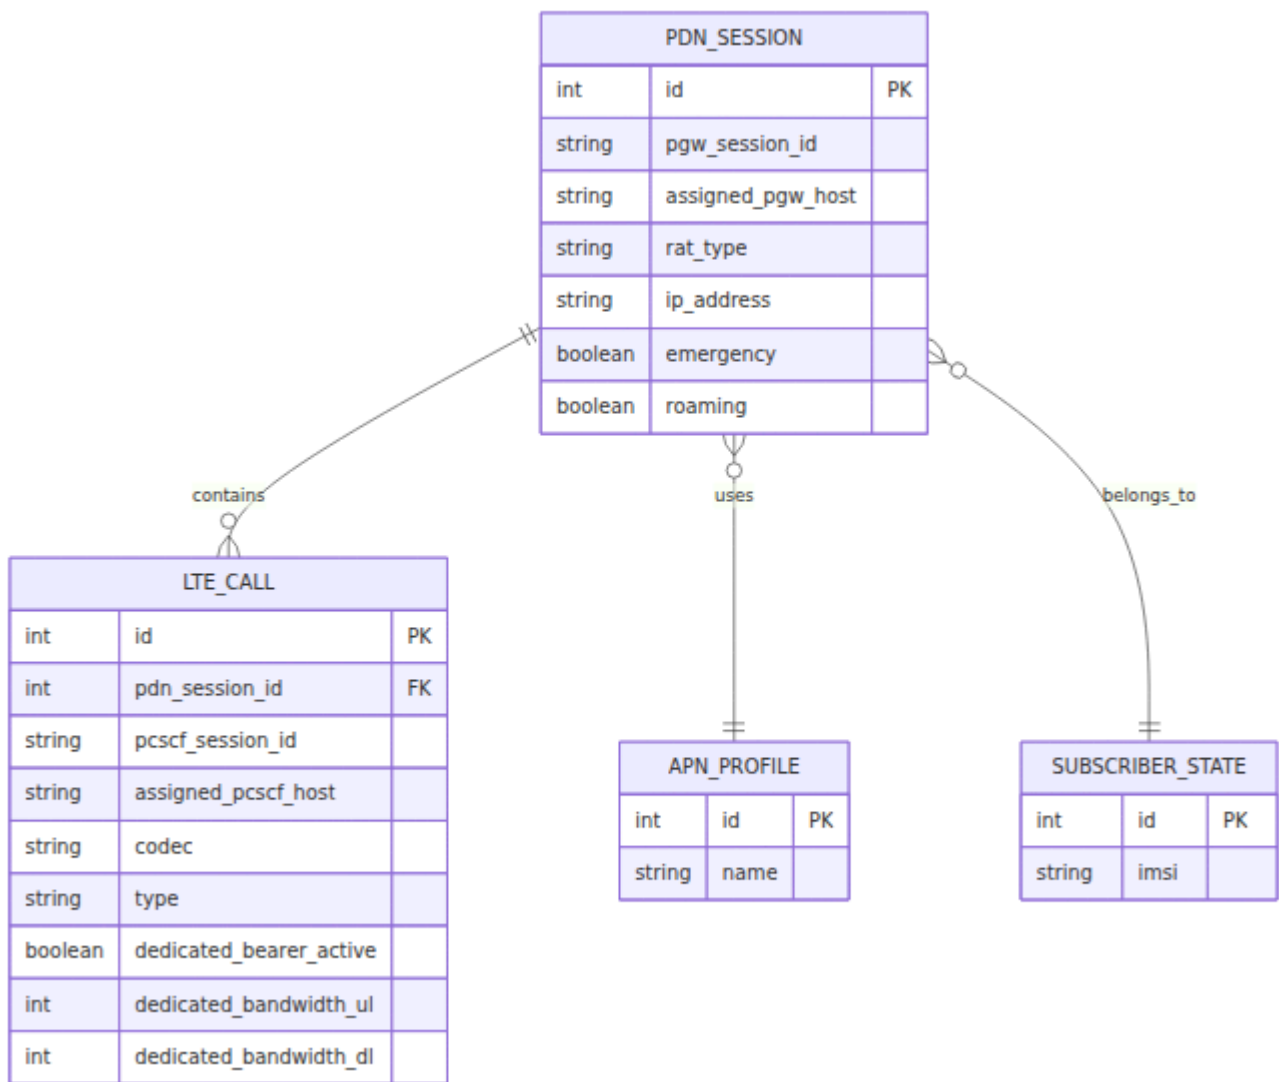 PDN_SESSION
int id PK
string pgw_session_id
string assigned_pgw_host
string rat_type
string ip_address
boolean emergency
boolean roaming
contains
uses
belongs_to
LTE_CALL
int id PK
int pdn_session_id FK
string pcscf_session_id
string assigned_pcscf_host
string codec
string type
boolean dedicated_bearer_active
int dedicated_bandwidth_ul
int dedicated_bandwidth_dl
APN_PROFILE
int id PK
string name
SUBSCRIBER_STATE
int id PK
string imsi